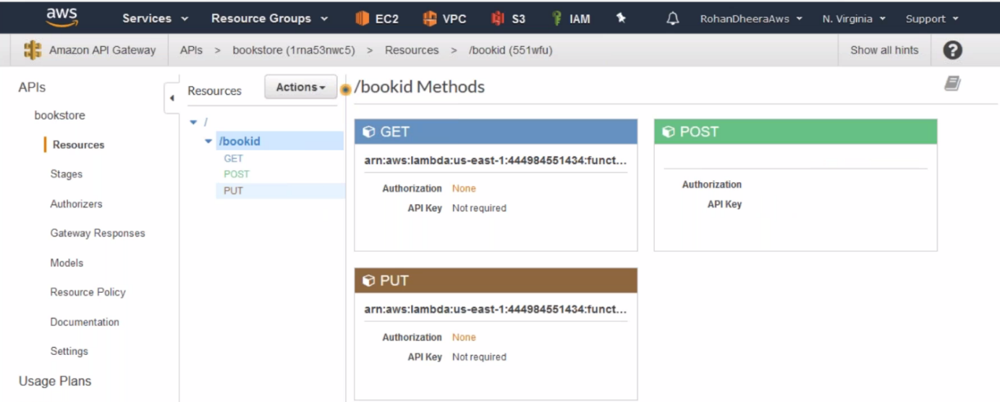 aws Services Resource Groups EC2 VPC S3 IAM RohanDheeraAws N. Virginia Support
Amazon API Gateway APIs > bookstore (1rna53nwc5) > Resources > /bookid (551wfu) Show all hints ?
APIs
bookstore
Resources
Stages
Authorizers
Gateway Responses
Models
Resource Policy
Documentation
Settings
Usage Plans
Resources Actions
/
/bookid
GET
POST
PUT
/bookid Methods
GET
arn:aws:lambda:us-east-1:444984551434:funct...
Authorization None
API Key Not required
POST
Authorization
API Key
PUT
arn:aws:lambda:us-east-1:444984551434:funct...
Authorization None
API Key Not required